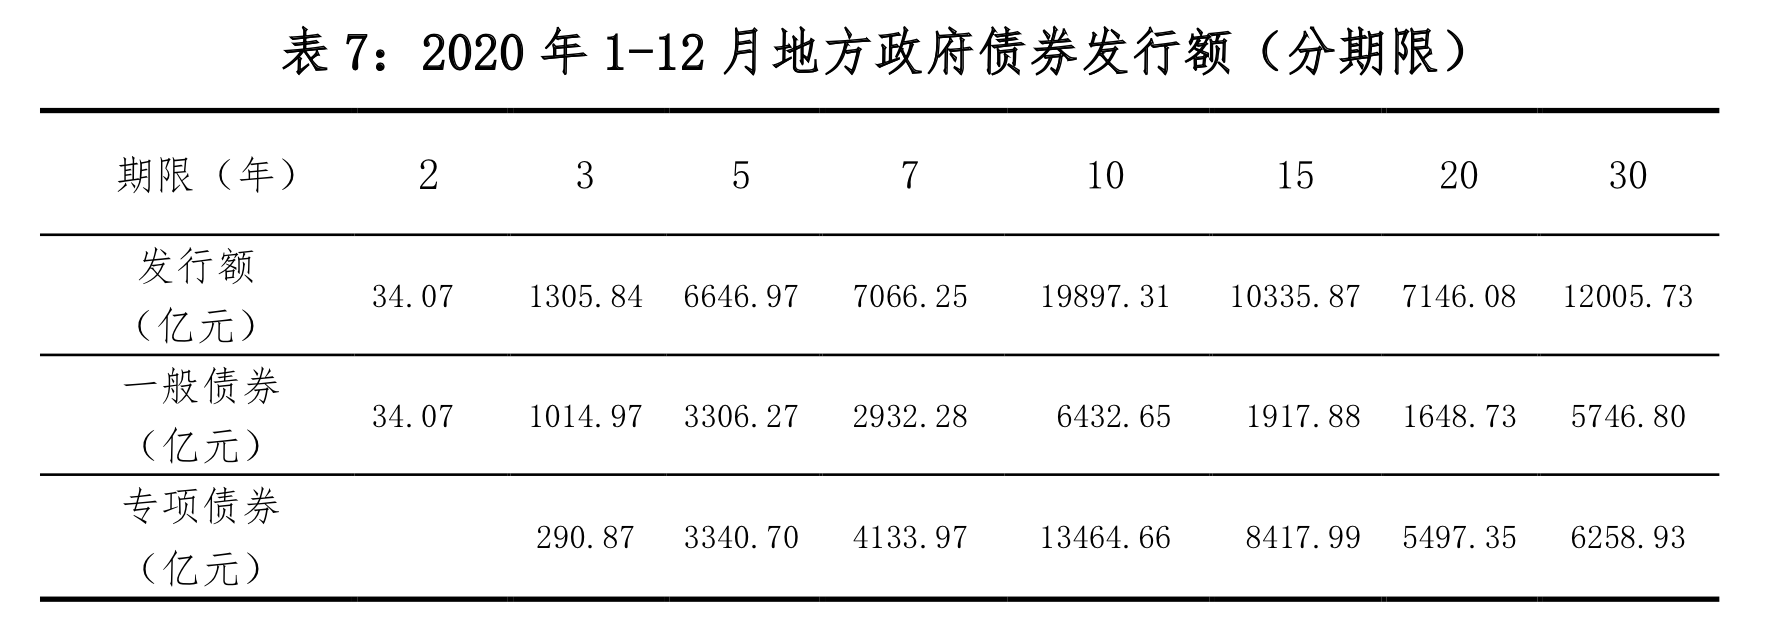 表 7：2020 年 1-12 月地方政府债券发行额（分期限）
期限（年） 2 3 5 7 10 15 20 30
发行额
（亿元） 34.07 1305.84 6646.97 7066.25 19897.31 10335.87 7146.08 12005.73
一般债券
（亿元） 34.07 1014.97 3306.27 2932.28 6432.65 1917.88 1648.73 5746.80
专项债券
（亿元） 290.87 3340.70 4133.97 13464.66 8417.99 5497.35 6258.93